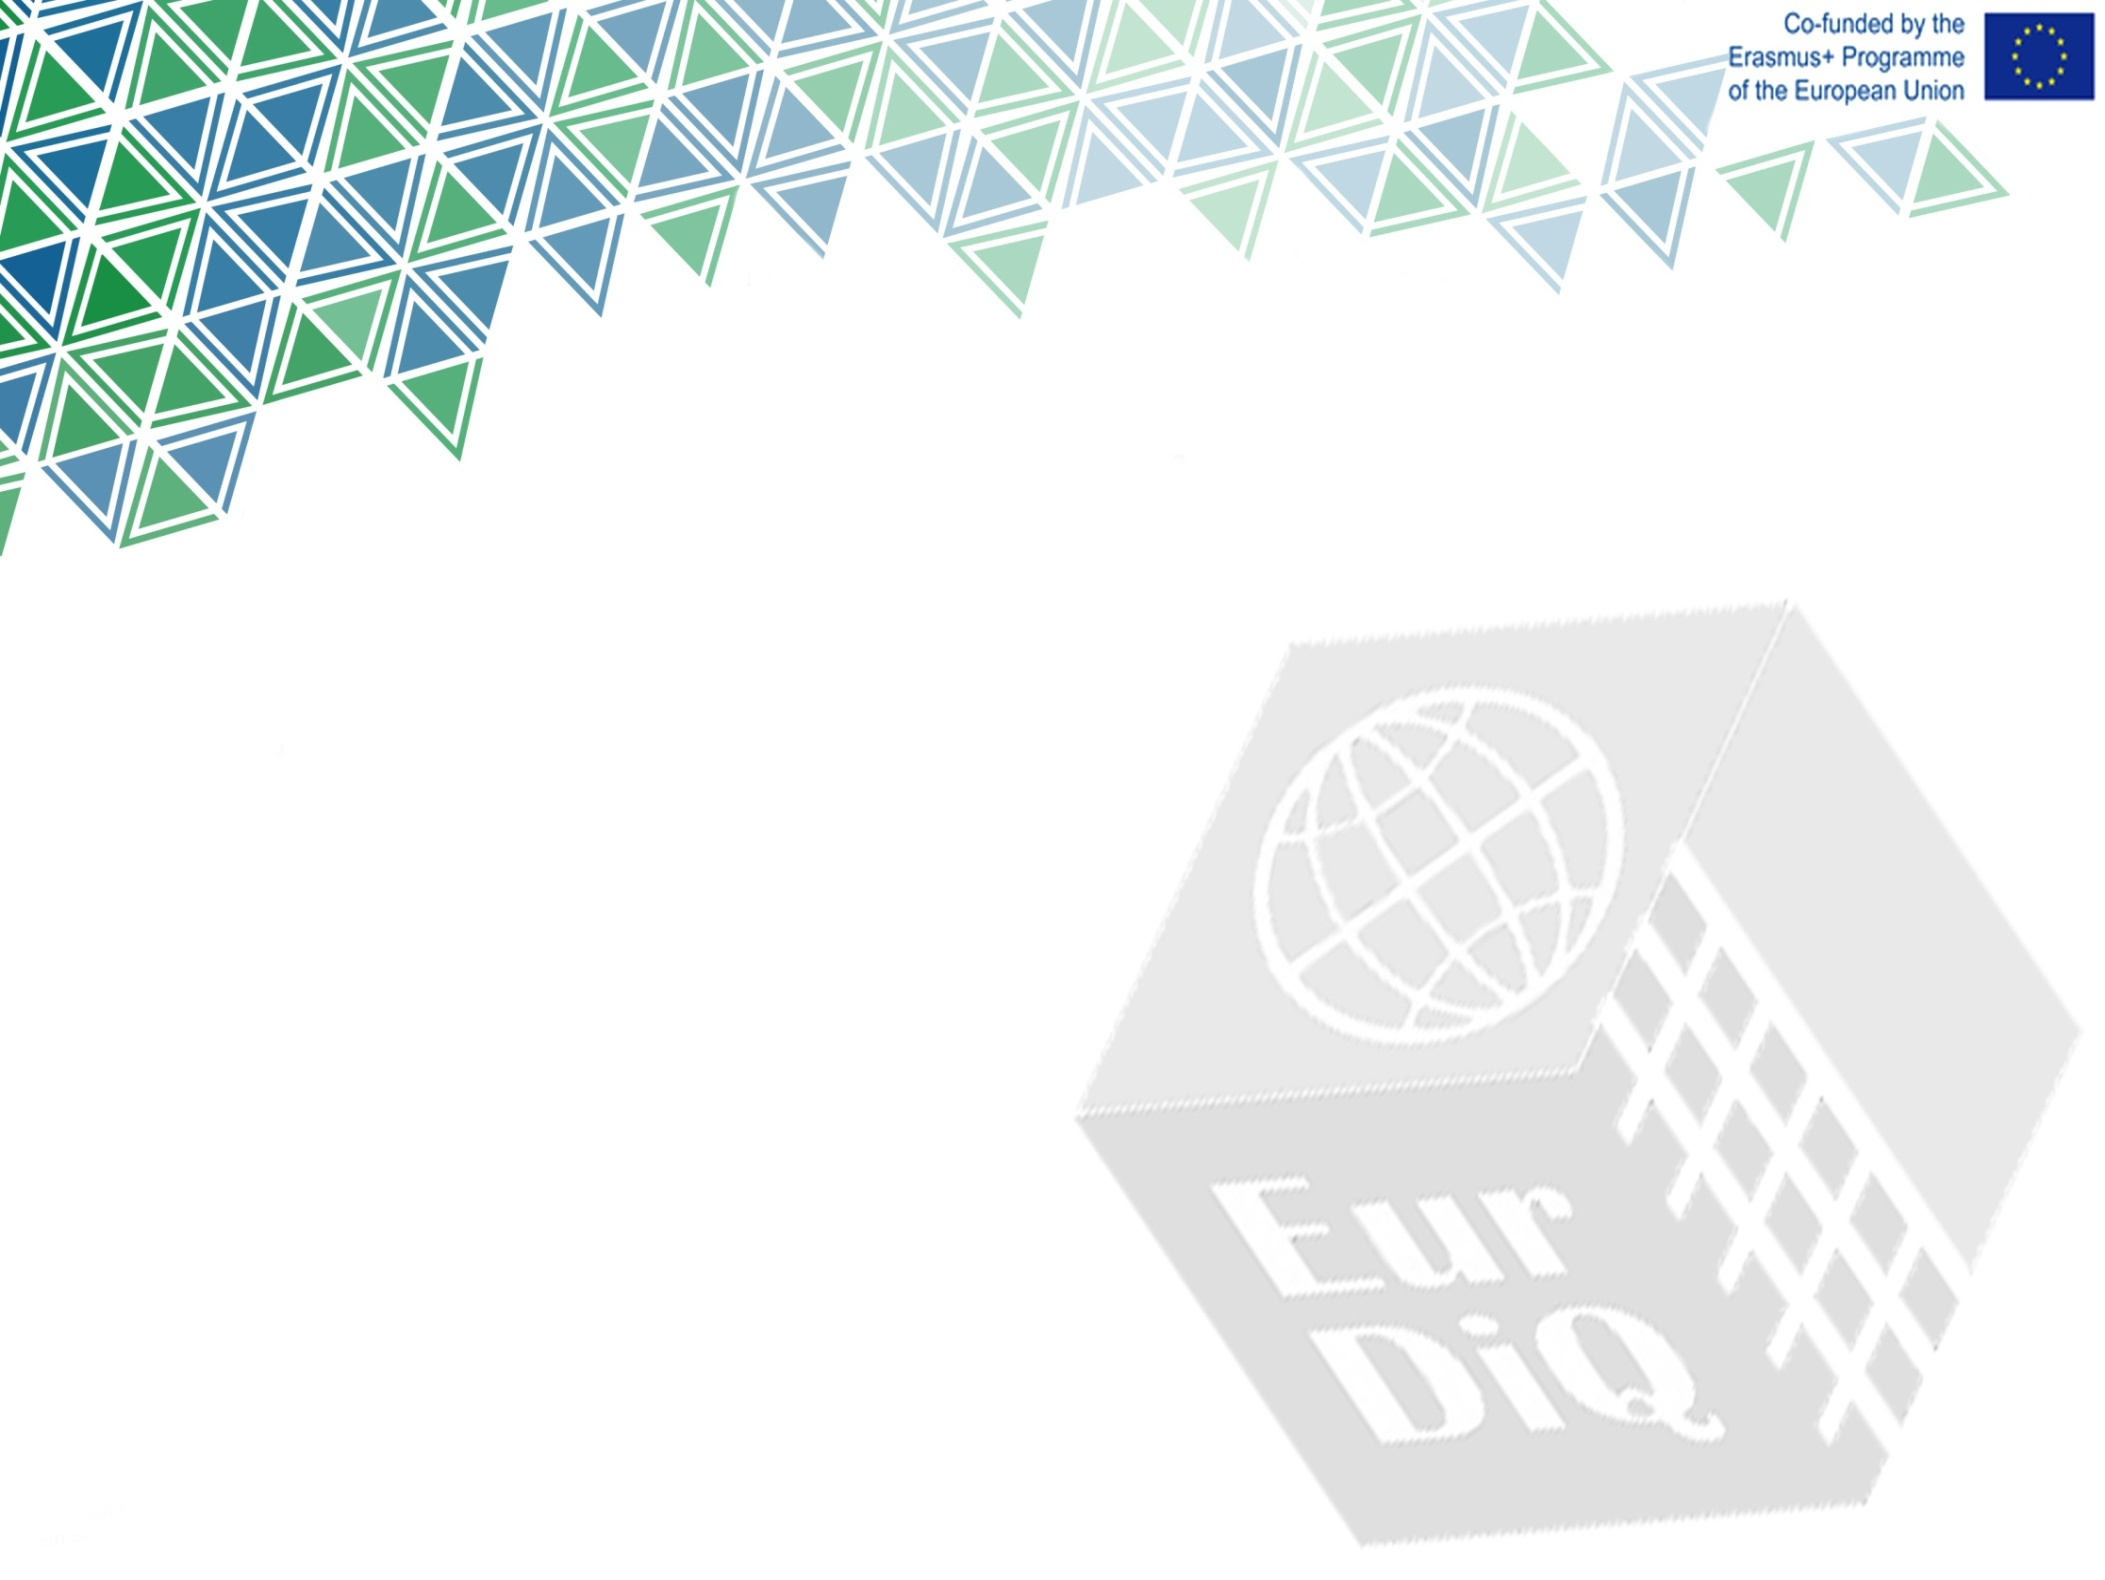 Co-funded by the
Erasmus+ Programme
of the European Union
Eur
DiQ